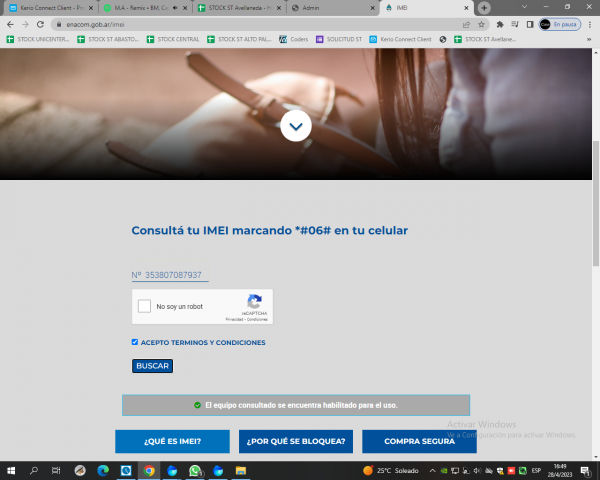 Kerio Connect Client - Pr
M.A - Remix • BM, Co
STOCK ST Avellaneda - H
Admin
IMEI
enacom.gob.ar/imei
En pausa
STOCK UNICENTER...
STOCK ST ABASTO...
STOCK CENTRAL
STOCK ST ALTO PAL...
Coders
SOLICITUD ST
Kerio Connect Client
STOCK ST Avellane...
»
Consultá tu IMEI marcando *#06# en tu celular
Nº 353807087937
No soy un robot
reCAPTCHA
Privacidad - Condiciones
ACEPTO TERMINOS Y CONDICIONES
BUSCAR
El equipo consultado se encuentra habilitado para el uso.
Activar Windows
Ve a Configuración para activar Windows.
¿QUÉ ES IMEI?
¿POR QUÉ SE BLOQUEA?
COMPRA SEGURA
25°C Soleado
ESP
16:49
28/4/2023